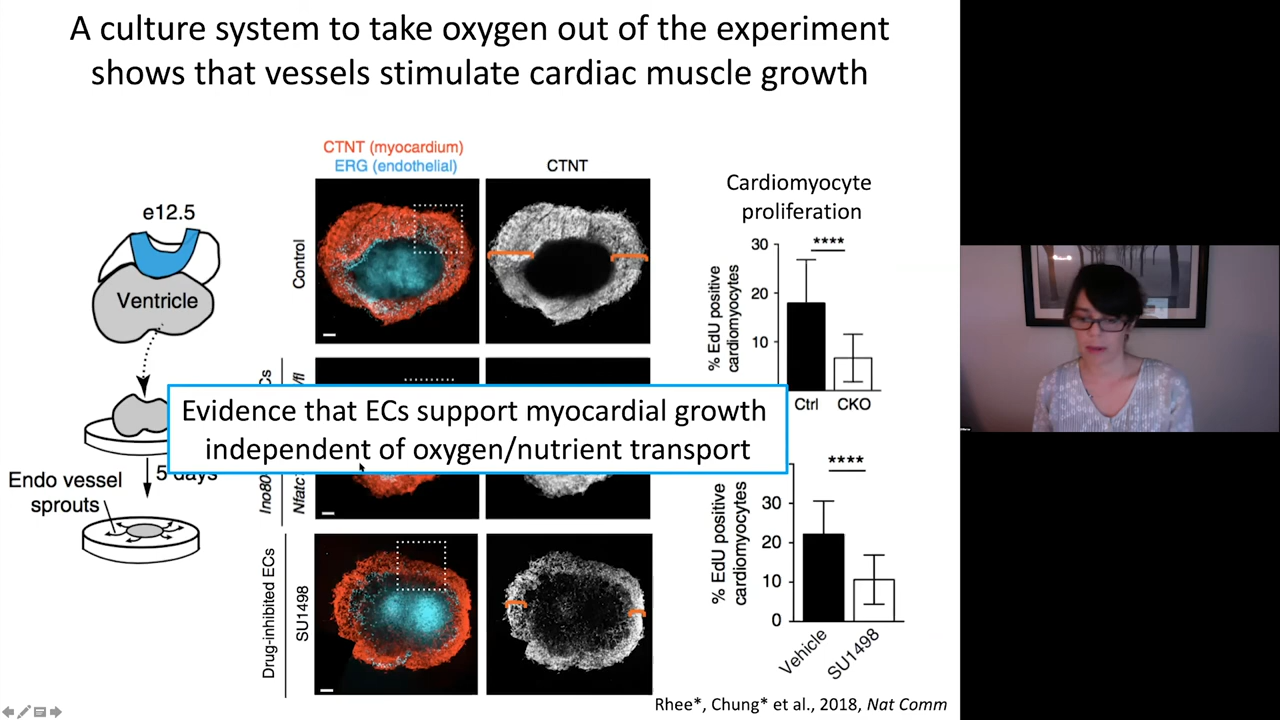 A culture system to take oxygen out of the experiment
shows that vessels stimulate cardiac muscle growth
e12.5
Ventricle
5 days
Endo vessel
sprouts
CTNT (myocardium)
ERG (endothelial)
CTNT
Control
Cs
Ino80
fl
Nfatc
Evidence that ECs support myocardial growth
independent of oxygen/nutrient transport
Drug-inhibited ECs
SU1498
Cardiomyocyte
proliferation
% EdU positive
cardiomyocytes
30
20
10
****
Ctrl
CKO
% EdU positive
cardiomyocytes
30
20
10
0
****
Vehicle
SU1498
Rhee*, Chung* et al., 2018, Nat Comm